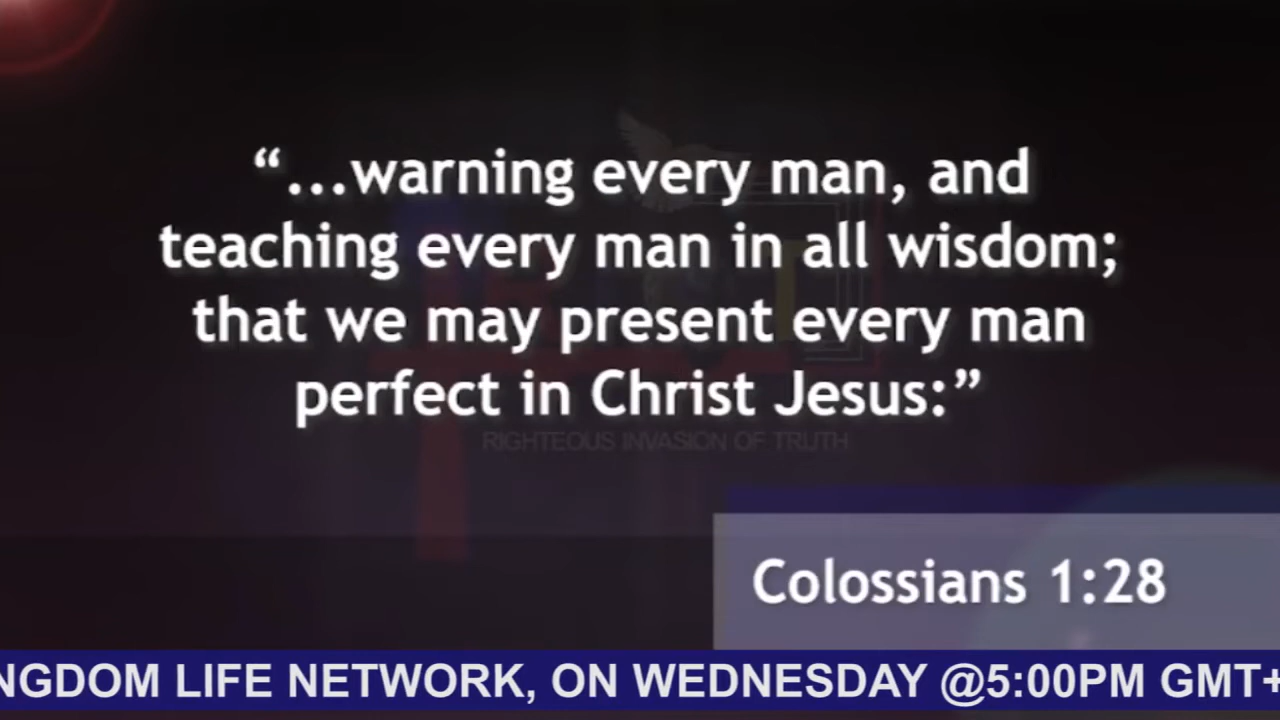 “...warning every man, and
teaching every man in all wisdom;
that we may present every man
perfect in Christ Jesus:”
RIGHTEOUS INVASION OF TRUTH
Colossians 1:28
NGDOM LIFE NETWORK, ON WEDNESDAY @5:00PM GMT+